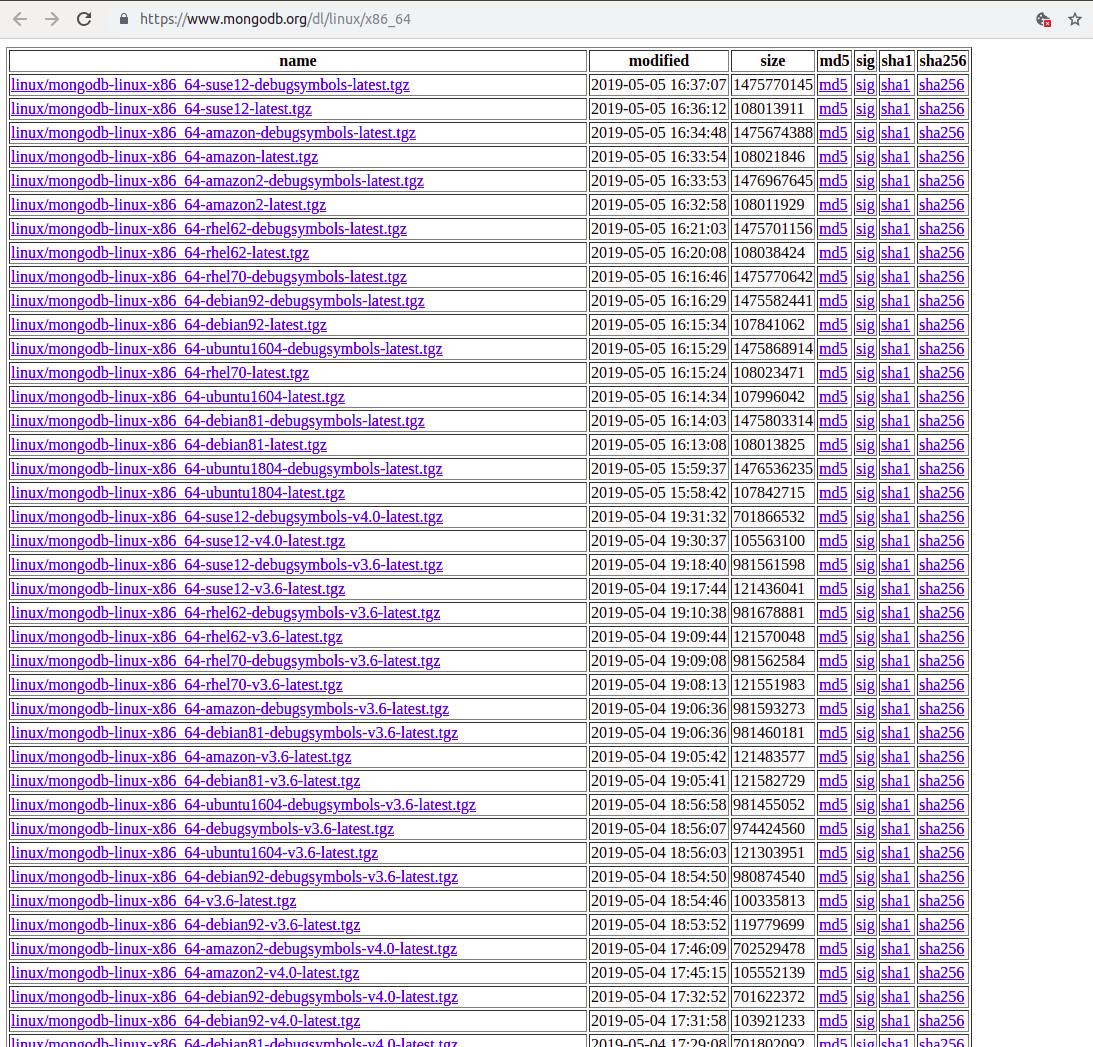 https://www.mongodb.org/dl/linux/x86_64
name modified size md5 sig sha1 sha256
linux/mongodb-linux-x86_64-suse12-debugsymbols-latest.tgz 2019-05-05 16:37:07 1475770145 md5 sig sha1 sha256
linux/mongodb-linux-x86_64-suse12-latest.tgz 2019-05-05 16:36:12 108013911 md5 sig sha1 sha256
linux/mongodb-linux-x86_64-amazon-debugsymbols-latest.tgz 2019-05-05 16:34:48 1475674388 md5 sig sha1 sha256
linux/mongodb-linux-x86_64-amazon-latest.tgz 2019-05-05 16:33:54 108021846 md5 sig sha1 sha256
linux/mongodb-linux-x86_64-amazon2-debugsymbols-latest.tgz 2019-05-05 16:33:53 1476967645 md5 sig sha1 sha256
linux/mongodb-linux-x86_64-amazon2-latest.tgz 2019-05-05 16:32:58 108011929 md5 sig sha1 sha256
linux/mongodb-linux-x86_64-rhel62-debugsymbols-latest.tgz 2019-05-05 16:21:03 1475701156 md5 sig sha1 sha256
linux/mongodb-linux-x86_64-rhel62-latest.tgz 2019-05-05 16:20:08 108038424 md5 sig sha1 sha256
linux/mongodb-linux-x86_64-rhel70-debugsymbols-latest.tgz 2019-05-05 16:16:46 1475770642 md5 sig sha1 sha256
linux/mongodb-linux-x86_64-debian92-debugsymbols-latest.tgz 2019-05-05 16:16:29 1475582441 md5 sig sha1 sha256
linux/mongodb-linux-x86_64-debian92-latest.tgz 2019-05-05 16:15:34 107841062 md5 sig sha1 sha256
linux/mongodb-linux-x86_64-ubuntu1604-debugsymbols-latest.tgz 2019-05-05 16:15:29 1475868914 md5 sig sha1 sha256
linux/mongodb-linux-x86_64-rhel70-latest.tgz 2019-05-05 16:15:24 108023471 md5 sig sha1 sha256
linux/mongodb-linux-x86_64-ubuntu1604-latest.tgz 2019-05-05 16:14:34 107996042 md5 sig sha1 sha256
linux/mongodb-linux-x86_64-debian81-debugsymbols-latest.tgz 2019-05-05 16:14:03 1475803314 md5 sig sha1 sha256
linux/mongodb-linux-x86_64-debian81-latest.tgz 2019-05-05 16:13:08 108013825 md5 sig sha1 sha256
linux/mongodb-linux-x86_64-ubuntu1804-debugsymbols-latest.tgz 2019-05-05 15:59:37 1476536235 md5 sig sha1 sha256
linux/mongodb-linux-x86_64-ubuntu1804-latest.tgz 2019-05-05 15:58:42 107842715 md5 sig sha1 sha256
linux/mongodb-linux-x86_64-suse12-debugsymbols-v4.0-latest.tgz 2019-05-04 19:31:32 701866532 md5 sig sha1 sha256
linux/mongodb-linux-x86_64-suse12-v4.0-latest.tgz 2019-05-04 19:30:37 105563100 md5 sig sha1 sha256
linux/mongodb-linux-x86_64-suse12-debugsymbols-v3.6-latest.tgz 2019-05-04 19:18:40 981561598 md5 sig sha1 sha256
linux/mongodb-linux-x86_64-suse12-v3.6-latest.tgz 2019-05-04 19:17:44 121436041 md5 sig sha1 sha256
linux/mongodb-linux-x86_64-rhel62-debugsymbols-v3.6-latest.tgz 2019-05-04 19:10:38 981678881 md5 sig sha1 sha256
linux/mongodb-linux-x86_64-rhel62-v3.6-latest.tgz 2019-05-04 19:09:44 121570048 md5 sig sha1 sha256
linux/mongodb-linux-x86_64-rhel70-debugsymbols-v3.6-latest.tgz 2019-05-04 19:09:08 981562584 md5 sig sha1 sha256
linux/mongodb-linux-x86_64-rhel70-v3.6-latest.tgz 2019-05-04 19:08:13 121551983 md5 sig sha1 sha256
linux/mongodb-linux-x86_64-amazon-debugsymbols-v3.6-latest.tgz 2019-05-04 19:06:36 981593273 md5 sig sha1 sha256
linux/mongodb-linux-x86_64-debian81-debugsymbols-v3.6-latest.tgz 2019-05-04 19:06:36 981460181 md5 sig sha1 sha256
linux/mongodb-linux-x86_64-amazon-v3.6-latest.tgz 2019-05-04 19:05:42 121483577 md5 sig sha1 sha256
linux/mongodb-linux-x86_64-debian81-v3.6-latest.tgz 2019-05-04 19:05:41 121582729 md5 sig sha1 sha256
linux/mongodb-linux-x86_64-ubuntu1604-debugsymbols-v3.6-latest.tgz 2019-05-04 18:56:58 981455052 md5 sig sha1 sha256
linux/mongodb-linux-x86_64-debugsymbols-v3.6-latest.tgz 2019-05-04 18:56:07 974424560 md5 sig sha1 sha256
linux/mongodb-linux-x86_64-ubuntu1604-v3.6-latest.tgz 2019-05-04 18:56:03 121303951 md5 sig sha1 sha256
linux/mongodb-linux-x86_64-debian92-debugsymbols-v3.6-latest.tgz 2019-05-04 18:54:50 980874540 md5 sig sha1 sha256
linux/mongodb-linux-x86_64-v3.6-latest.tgz 2019-05-04 18:54:46 100335813 md5 sig sha1 sha256
linux/mongodb-linux-x86_64-debian92-v3.6-latest.tgz 2019-05-04 18:53:52 119779699 md5 sig sha1 sha256
linux/mongodb-linux-x86_64-amazon2-debugsymbols-v4.0-latest.tgz 2019-05-04 17:46:09 702529478 md5 sig sha1 sha256
linux/mongodb-linux-x86_64-amazon2-v4.0-latest.tgz 2019-05-04 17:45:15 105552139 md5 sig sha1 sha256
linux/mongodb-linux-x86_64-debian92-debugsymbols-v4.0-latest.tgz 2019-05-04 17:32:52 701622372 md5 sig sha1 sha256
linux/mongodb-linux-x86_64-debian92-v4.0-latest.tgz 2019-05-04 17:31:58 103921233 md5 sig sha1 sha256
linux/mongodb-linux-x86_64-debian81-debugsymbols-v4.0-latest.tgz 2019-05-04 17:29:08 701802092 md5 sig sha1 sha256